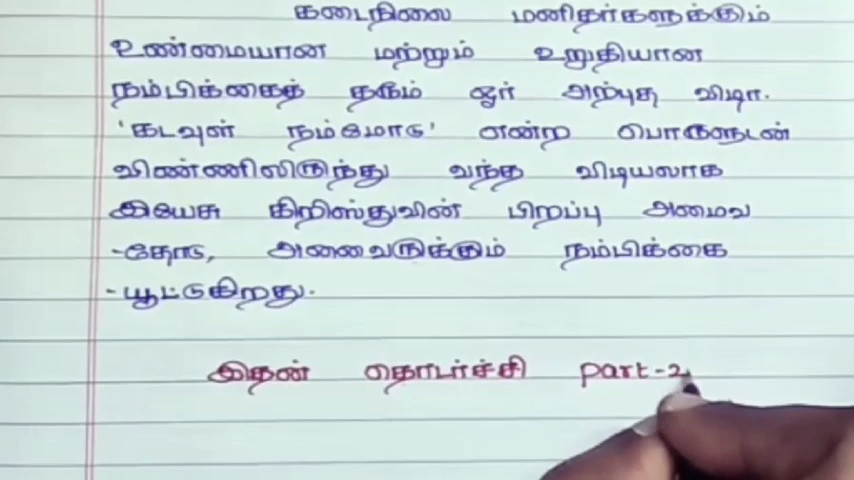 கடைநிலை மனிதர்களுக்கும்
உண்மையான மற்றும் உறுதியான
நம்பிக்கைத் தரும் ஓர் அற்புத விடிா.
'கடவுள் நம்மோடு' என்ற பொருளுடன்
விண்ணிலிருந்து வந்த விடியலாக
இயேசு கிறிஸ்துவின் பிறப்பு அமைவ
-தோடு, அனைவருக்கும் நம்பிக்கை
-யூட்டுகிறது.
இதன் தொடர்ச்சி part-2